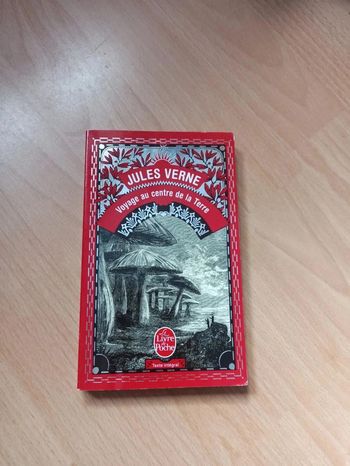 JULES VERNE
Voyage au centre de la Terre
Le
Livre
de
Poche
Texte intégral